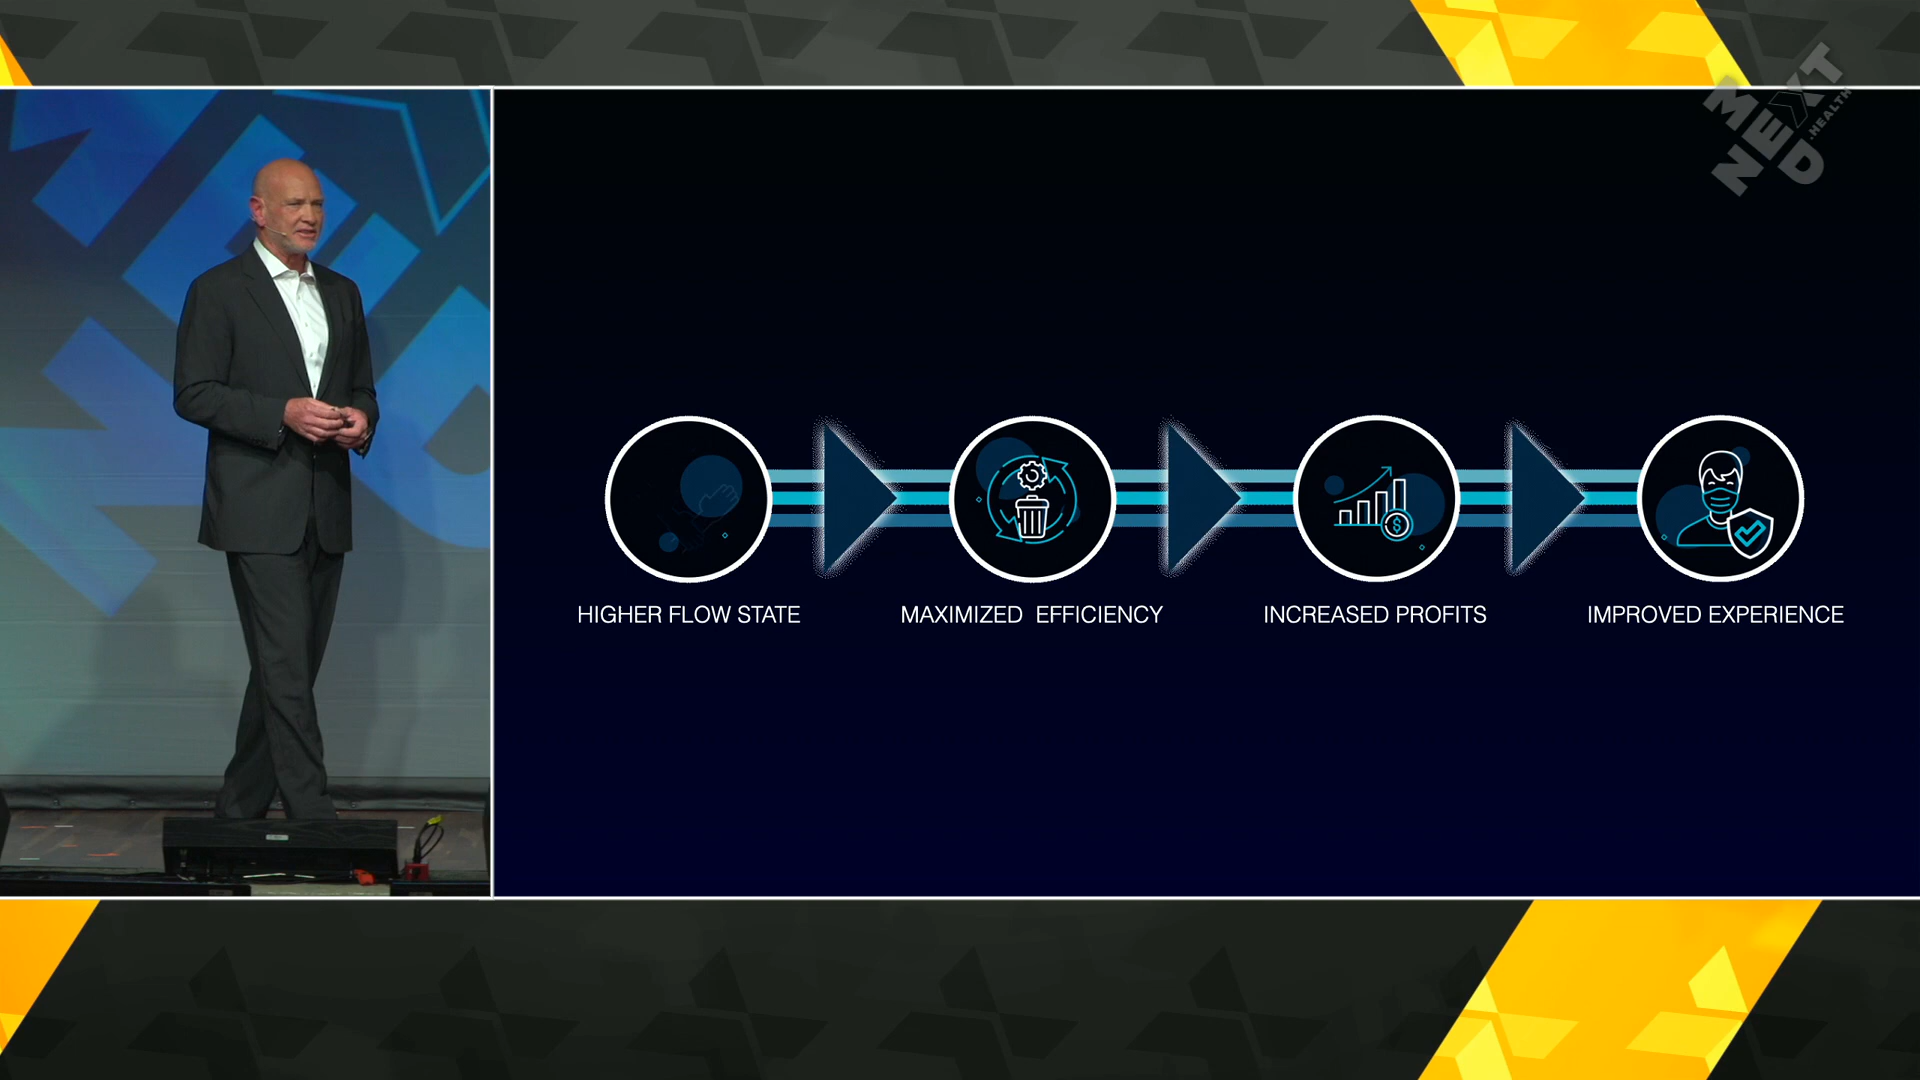 NEXT
MED
.HEALTH
HIGHER FLOW STATE
MAXIMIZED EFFICIENCY
INCREASED PROFITS
IMPROVED EXPERIENCE
$